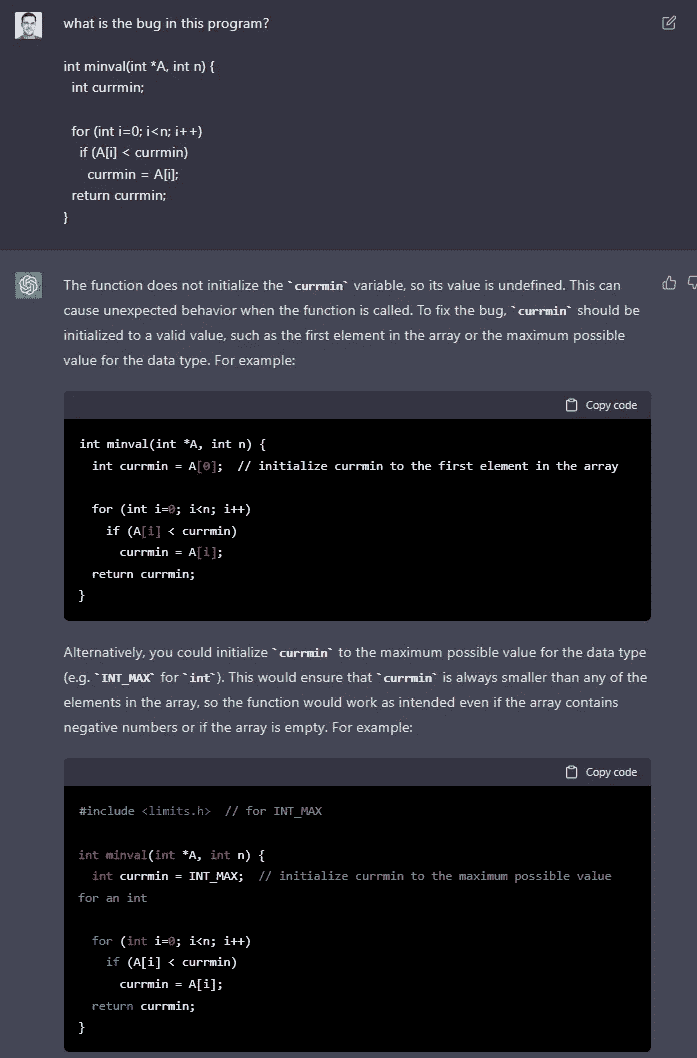 what is the bug in this program?
int minval(int *A, int n) {
int currmin;
for (int i=0; i<n; i++)
if (A[i] < currmin)
currmin = A[i];
return currmin;
}
The function does not initialize the `currmin` variable, so its value is undefined. This can
cause unexpected behavior when the function is called. To fix the bug, `currmin` should be
initialized to a valid value, such as the first element in the array or the maximum possible
value for the data type. For example:
Copy code
int minval(int *A, int n) {
int currmin = A[0];  // initialize currmin to the first element in the array
for (int i=0; i<n; i++)
if (A[i] < currmin)
currmin = A[i];
return currmin;
}
Alternatively, you could initialize `currmin` to the maximum possible value for the data type
(e.g. `INT_MAX` for `int`). This would ensure that `currmin` is always smaller than any of the
elements in the array, so the function would work as intended even if the array contains
negative numbers or if the array is empty. For example:
Copy code
#include <limits.h>  // for INT_MAX
int minval(int *A, int n) {
int currmin = INT_MAX;  // initialize currmin to the maximum possible value
for an int
for (int i=0; i<n; i++)
if (A[i] < currmin)
currmin = A[i];
return currmin;
}